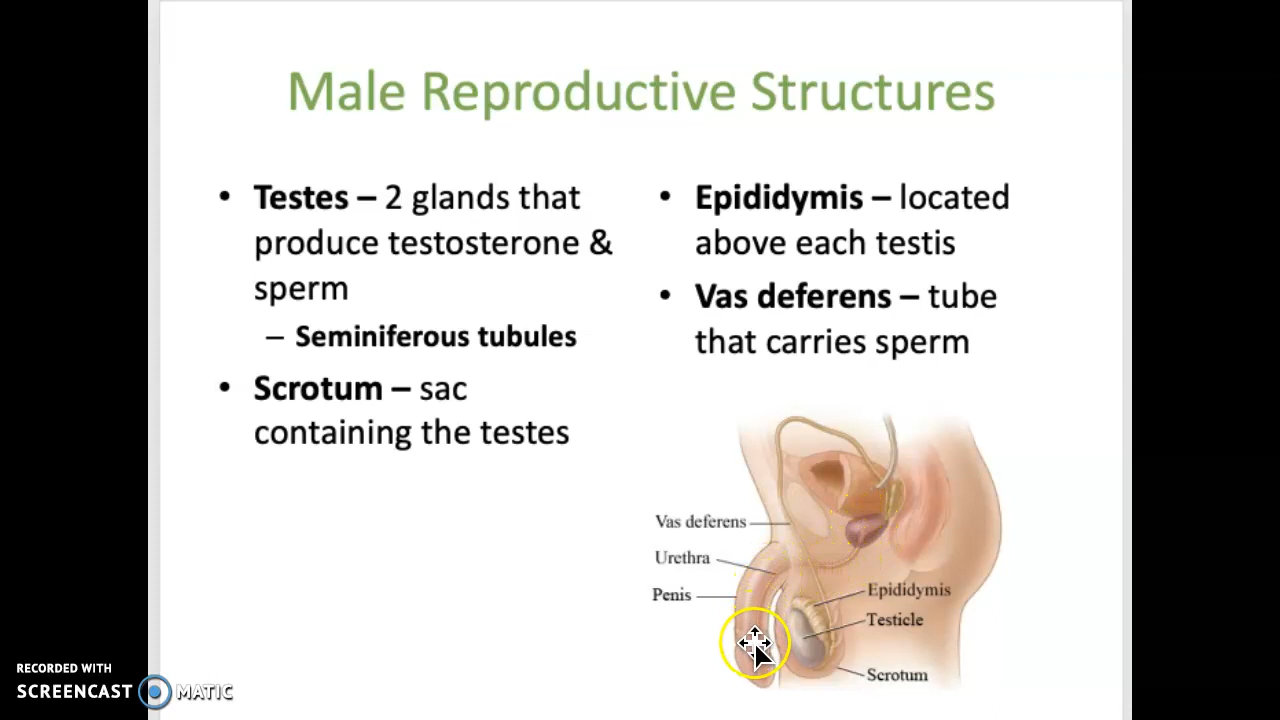 Male Reproductive Structures
• Testes – 2 glands that
produce testosterone &
sperm
– Seminiferous tubules
• Scrotum – sac
containing the testes
• Epididymis – located
above each testis
• Vas deferens – tube
that carries sperm
Vas deferens
Urethra
Penis
Epididymis
Testicle
Scrotum
RECORDED WITH
SCREENCAST MATIC